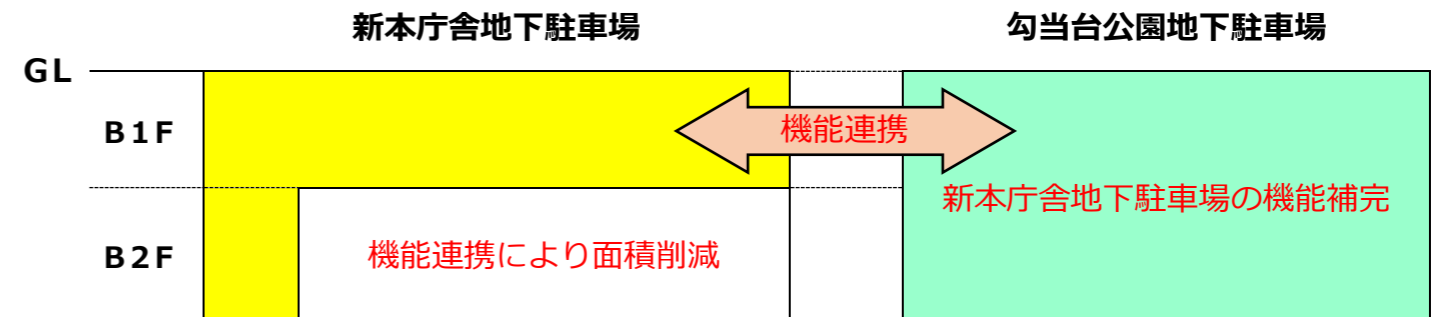 新本庁舎地下駐車場
勾当台公園地下駐車場
GL
B1F
機能連携
新本庁舎地下駐車場の機能補完
B2F
機能連携により面積削減